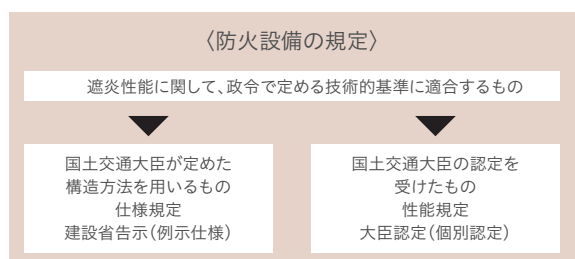 〈防火設備の規定〉
遮炎性能に関して、政令で定める技術的基準に適合するもの
国土交通大臣が定めた
構造方法を用いるもの
仕様規定
建設省告示(例示仕様)
国土交通大臣の認定を
受けたもの
性能規定
大臣認定(個別認定)